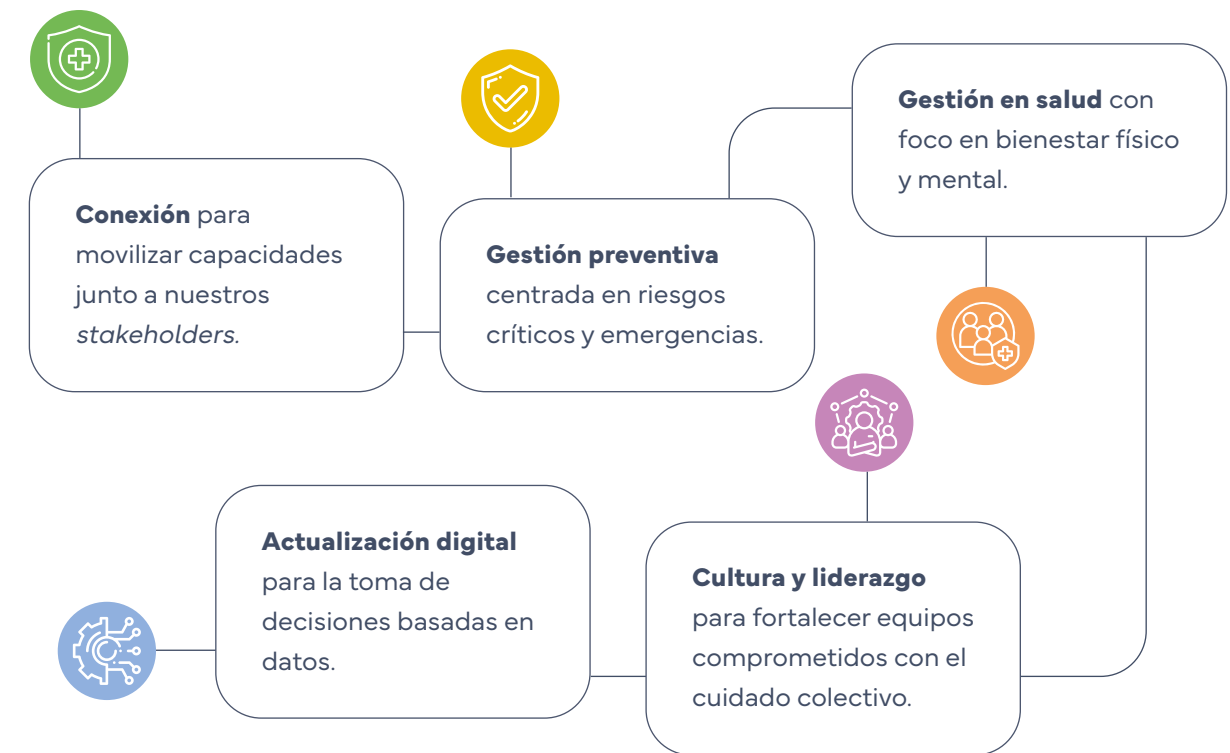 Conexión para
movilizar capacidades
junto a nuestros
stakeholders.
Gestión preventiva
centrada en riesgos
críticos y emergencias.
Gestión en salud con
foco en bienestar físico
y mental.
Cultura y liderazgo
para fortalecer equipos
comprometidos con el
cuidado colectivo.
Actualización digital
para la toma de
decisiones basadas en
datos.